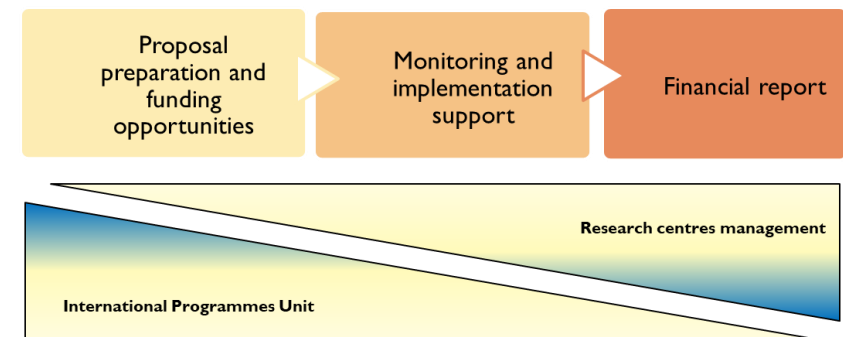 Proposal
preparation and
funding
opportunities
Monitoring and
implementation
support
Financial report
Research centres management
International Programmes Unit